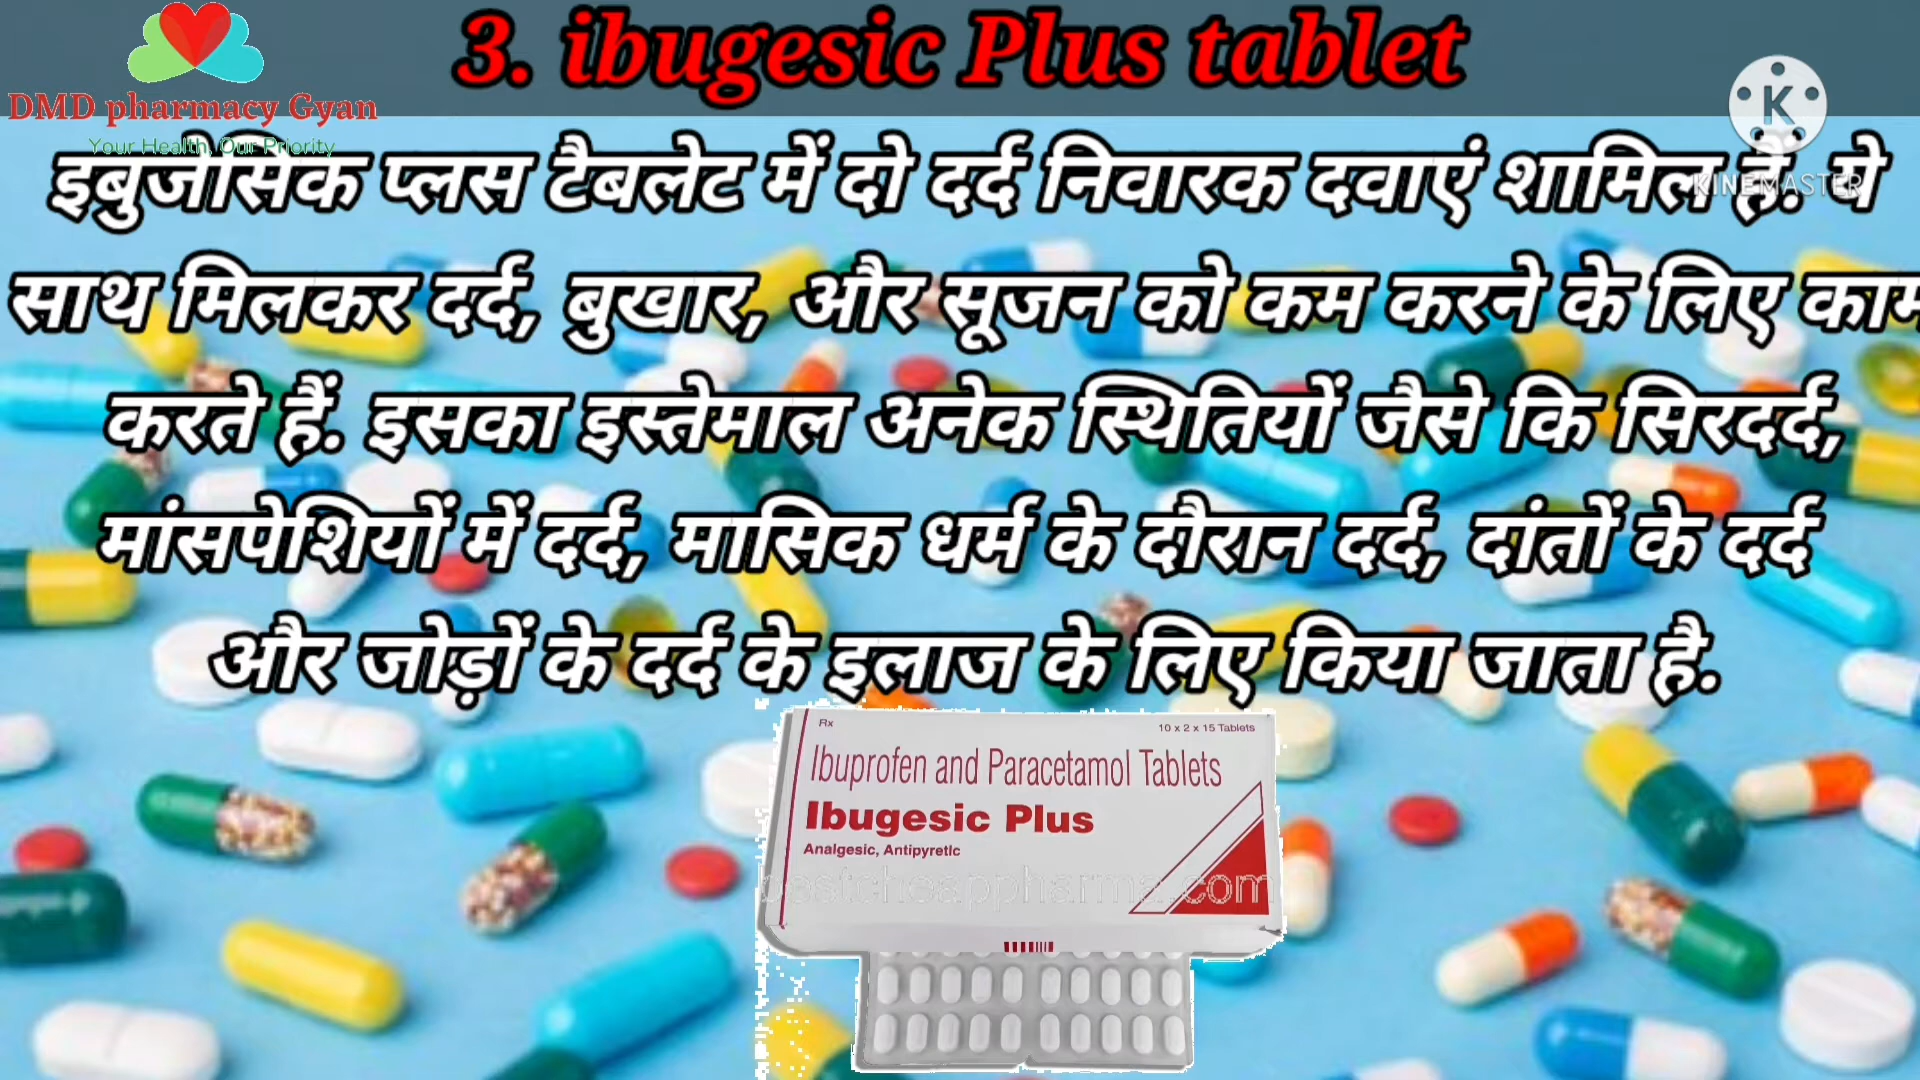 3. ibugesic Plus tablet
DMD pharmacy Gyan
Your Health, Our Priority
K
KINEMASTER
इबुजेसिक प्लस टैबलेट में दो दर्द निवारक दवाएं शामिल हैं. ये
साथ मिलकर दर्द, बुखार, और सूजन को कम करने के लिए काम
करते हैं. इसका इस्तेमाल अनेक स्थितियों जैसे कि सिरदर्द,
मांसपेशियों में दर्द, मासिक धर्म के दौरान दर्द, दांतों के दर्द
और जोड़ों के दर्द के इलाज के लिए किया जाता है.
Rx
10 x 2 x 15 Tablets
Ibuprofen and Paracetamol Tablets
Ibugesic Plus
Analgesic, Antipyretic
bestcheappharma.com